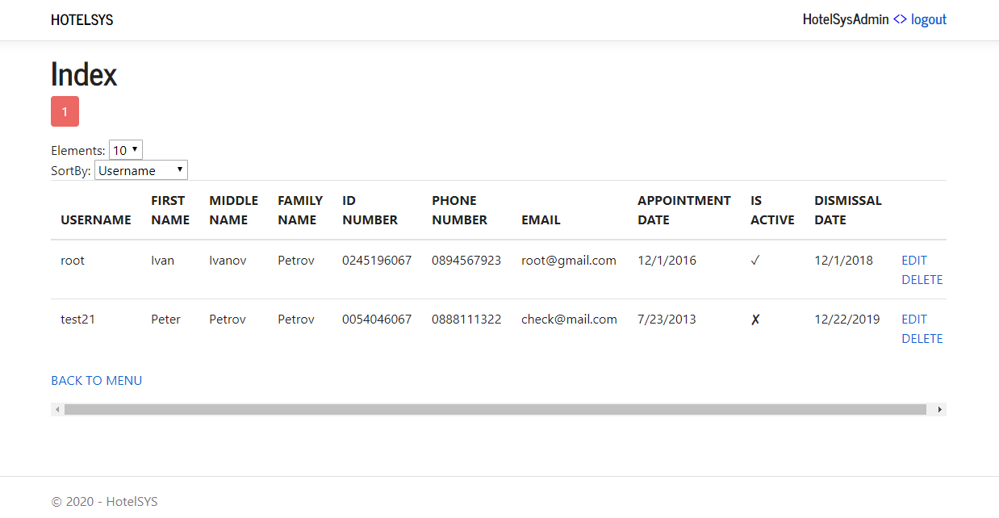 HOTELSYS HotelSysAdmin <> logout
Index
1
Elements: 10
SortBy: Username
USERNAME FIRST NAME MIDDLE NAME FAMILY NAME ID NUMBER PHONE NUMBER EMAIL APPOINTMENT DATE IS ACTIVE DISMISSAL DATE
root Ivan Ivanov Petrov 0245196067 0894567923 root@gmail.com 12/1/2016 ✓ 12/1/2018 EDIT
DELETE
test21 Peter Petrov Petrov 0054046067 0888111322 check@mail.com 7/23/2013 ✗ 12/22/2019 EDIT
DELETE
BACK TO MENU
© 2020 - HotelSYS